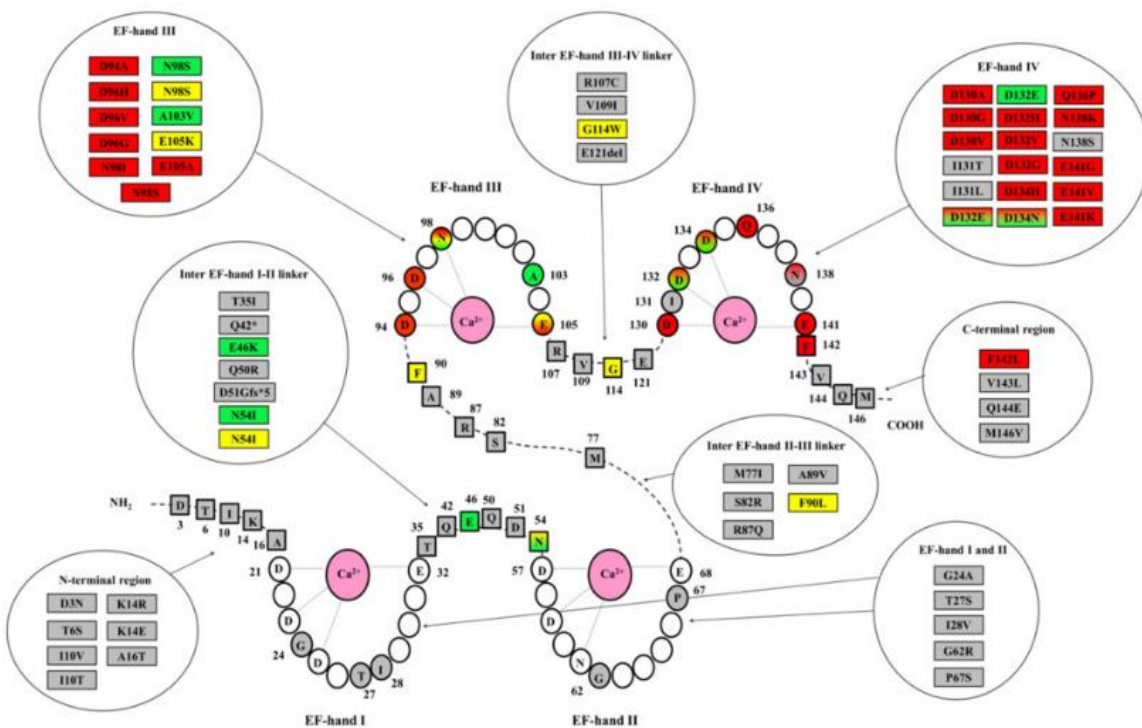 EF-hand III
D94A N98S
D96H N98S
D96V A103V
D96G E105K
N98I E105A
N98S
Inter EF-hand III-IV linker
R107C
V109I
G114W
E121del
EF-hand IV
D130A D132E Q136P
D130G D132H N138K
D130V D132V N138S
I131T D132G E141G
I131L D134H E141V
D132E D134N E141K
EF-hand III
EF-hand IV
98 N
96 D
94 D
A 103
E 105
Ca²⁺
136
Q
134 D
132 D
131 I
130 D
N 138
E 141
F 142
Ca²⁺
F 90
A 89
R 87
S 82
M 77
R 107
V 109
G 114
E 121
143 V
144 Q
146 M
COOH
Inter EF-hand I-II linker
T35I
Q42*
E46K
Q50R
D51Gfs*5
N54I
N54I
C-terminal region
F142L
V143L
Q144E
M146V
Inter EF-hand II-III linker
M77I A89V
S82R F90L
R87Q
NH₂
D T I K A
3 6 10 14 16
21 D
D
24 G
D
T 27
I 28
E 32
Ca²⁺
35 T
42 Q
46 E
50 Q
51 D
54 N
57 D
D
N
62 G
P 67
E 68
Ca²⁺
N-terminal region
D3N K14R
T6S K14E
I10V A16T
I10T
EF-hand I and II
G24A
T27S
I28V
G62R
P67S
EF-hand I
EF-hand II